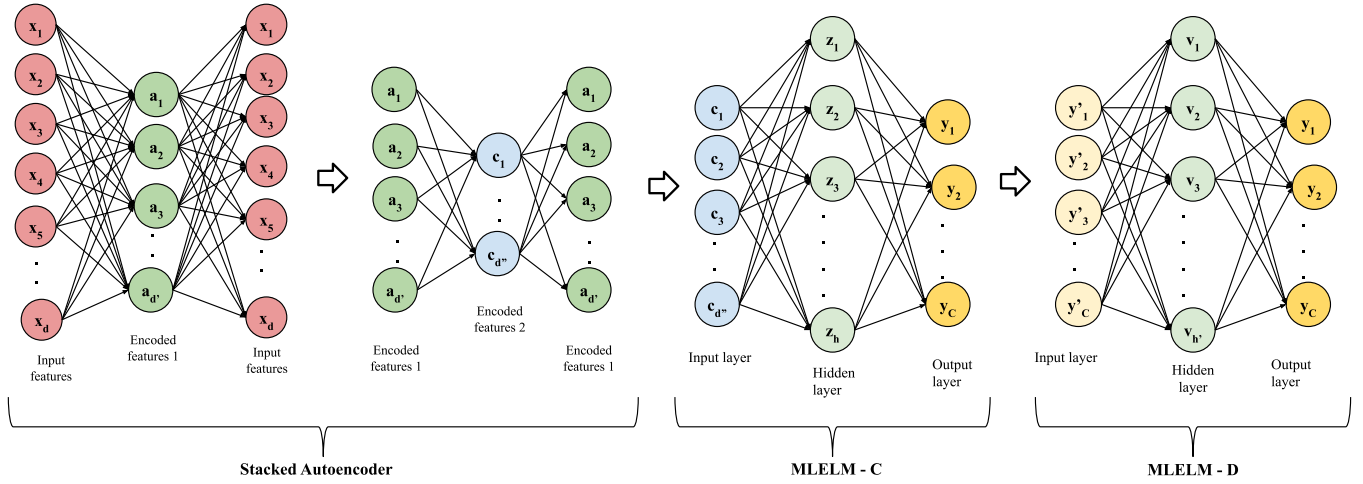 x1
x2
x3
x4
x5
xd
Input
features
a1
a2
a3
ad'
Encoded
features 1
x1
x2
x3
x4
x5
xd
Input
features
a1
a2
a3
ad'
Encoded
features 1
c1
cd''
Encoded
features 2
a1
a2
a3
ad'
Encoded
features 1
Stacked Autoencoder
c1
c2
c3
cd''
Input layer
z1
z2
z3
zh
Hidden
layer
y1
y2
yC
Output
layer
MLELM - C
y'1
y'2
y'3
y'C
Input layer
v1
v2
v3
vh'
Hidden
layer
y1
y2
yC
Output
layer
MLELM - D